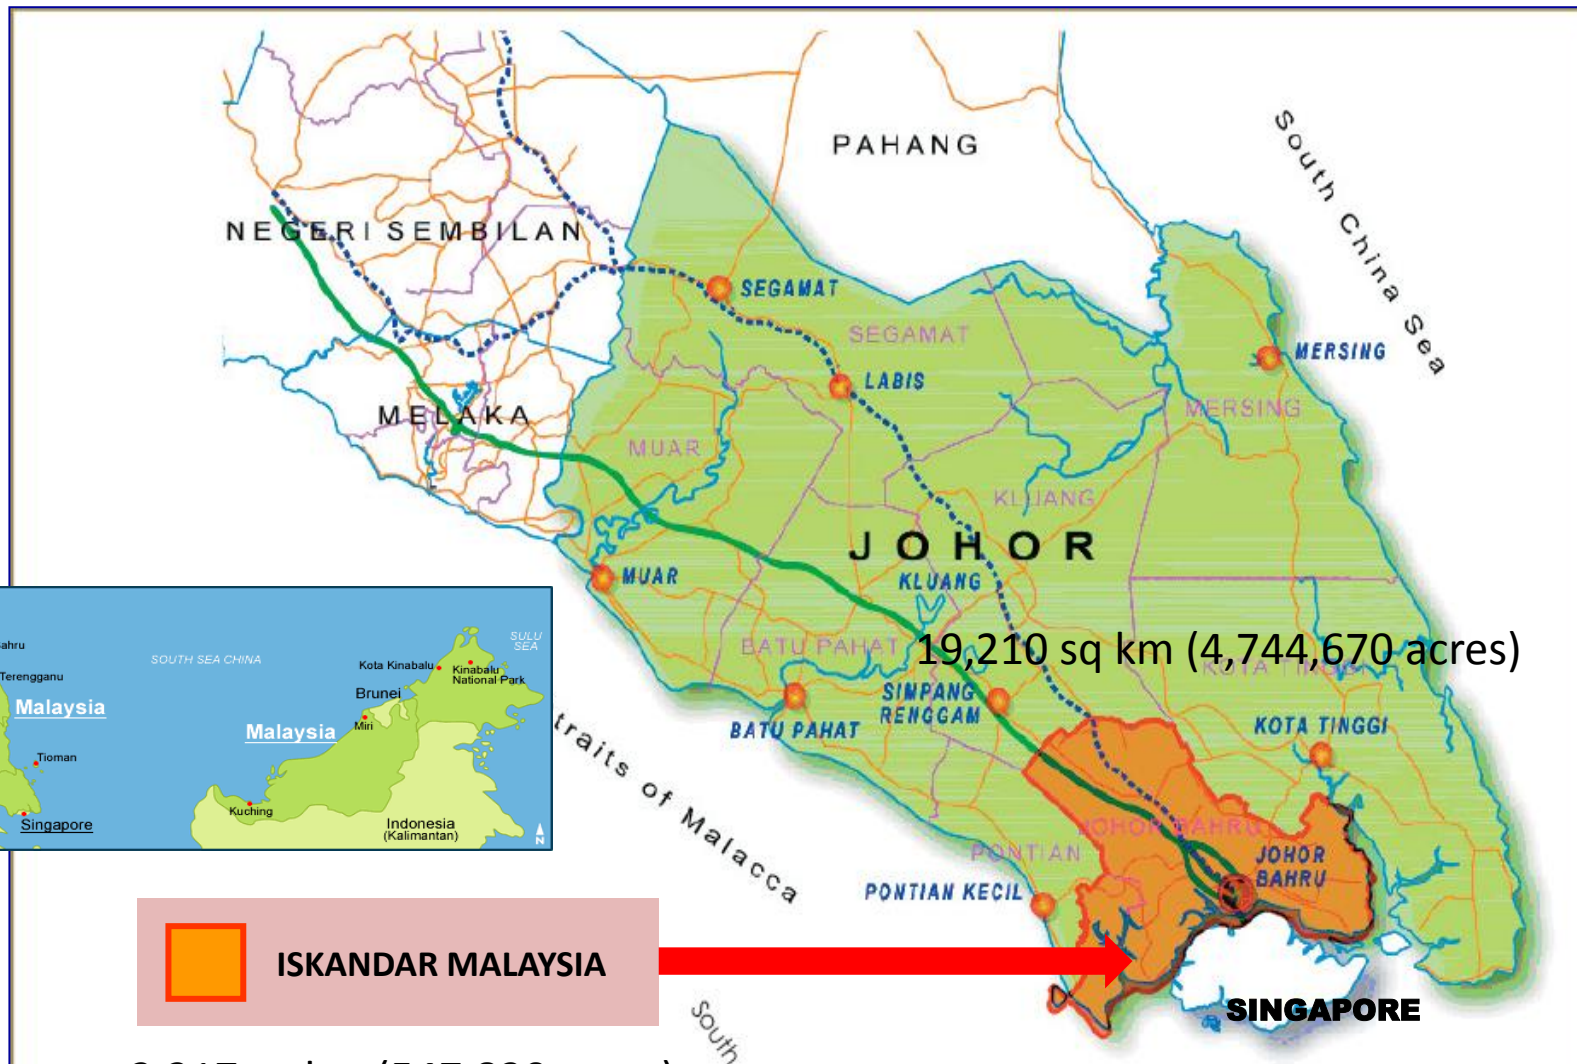 PAHANG
South China Sea
NEGERI SEMBILAN
SEGAMAT
SEGAMAT
MERSING
LABIS
MELAKA
MERSING
MUAR
KLUANG
JOHOR
MUAR
KLUANG
BATU PAHAT
19,210 sq km (4,744,670 acres)
KOTA TINGGI
SIMPANG
RENGGAM
BATU PAHAT
KOTA TINGGI
traits of Malacca
JOHOR BAHRU
PONTIAN
JOHOR
BAHRU
PONTIAN KECIL
ahru
Terengganu
Malaysia
Tioman
Singapore
SOUTH SEA CHINA
SULU
SEA
Kota Kinabalu
Kinabalu
National Park
Brunei
Malaysia
Miri
Kuching
Indonesia
(Kalimantan)
N
ISKANDAR MALAYSIA
SINGAPORE
South